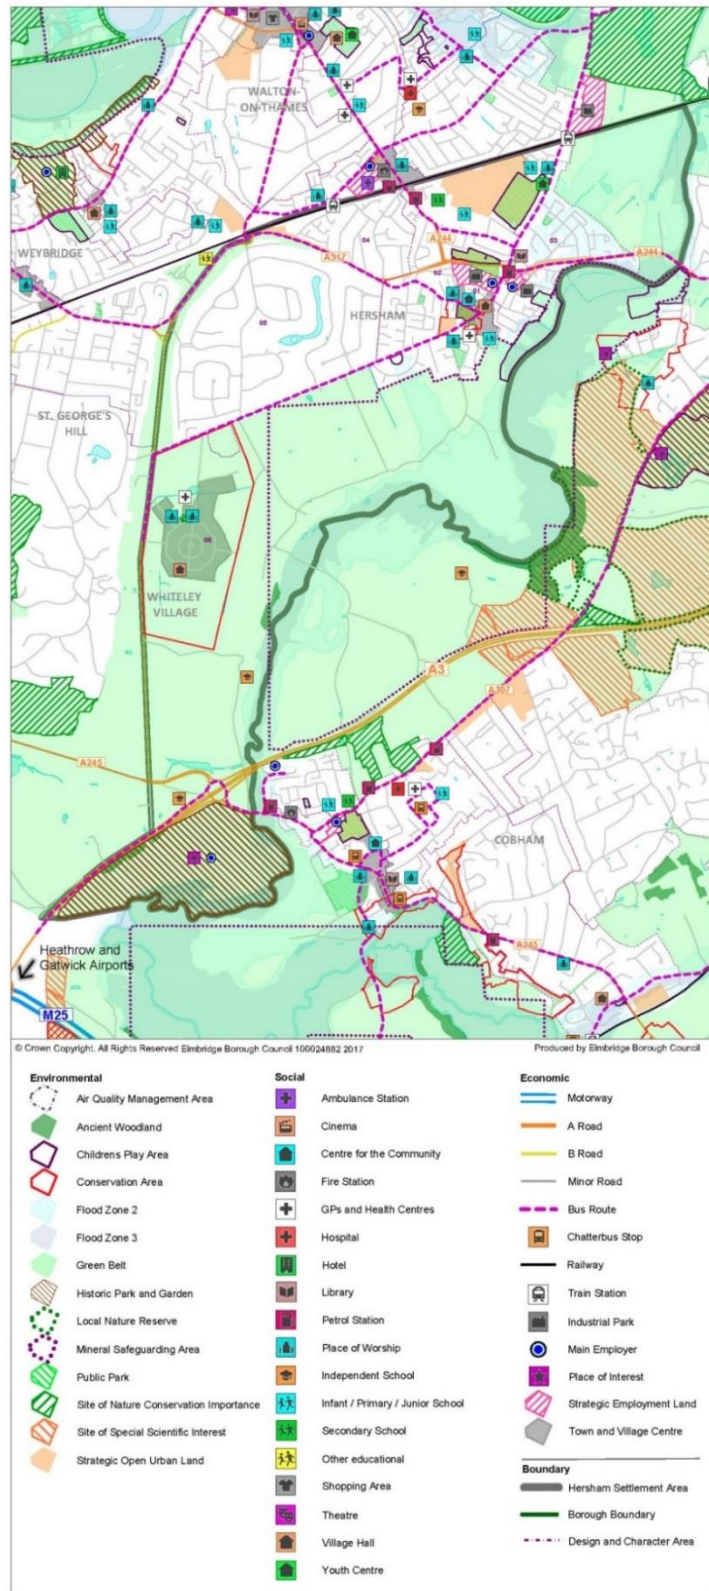 WALTON-
ON-THAMES
WEYBRIDGE
A317
04
A244
03
A244
02
01
HERSHAM
05
ST. GEORGE'S
HILL
06
WHITELEY
VILLAGE
A3
A307
A245
COBHAM
A245
Heathrow and
Gatwick Airports
M25
© Crown Copyright. All Rights Reserved Elmbridge Borough Council 100024882 2017
Produced by Elmbridge Borough Council
Environmental
Air Quality Management Area
Ancient Woodland
Childrens Play Area
Conservation Area
Flood Zone 2
Flood Zone 3
Green Belt
Historic Park and Garden
Local Nature Reserve
Mineral Safeguarding Area
Public Park
Site of Nature Conservation Importance
Site of Special Scientific Interest
Strategic Open Urban Land
Social
Ambulance Station
Cinema
Centre for the Community
Fire Station
GPs and Health Centres
Hospital
Hotel
Library
Petrol Station
Place of Worship
Independent School
Infant / Primary / Junior School
Secondary School
Other educational
Shopping Area
Theatre
Village Hall
Youth Centre
Economic
Motorway
A Road
B Road
Minor Road
Bus Route
Chatterbus Stop
Railway
Train Station
Industrial Park
Main Employer
Place of Interest
Strategic Employment Land
Town and Village Centre
Boundary
Hersham Settlement Area
Borough Boundary
Design and Character Area